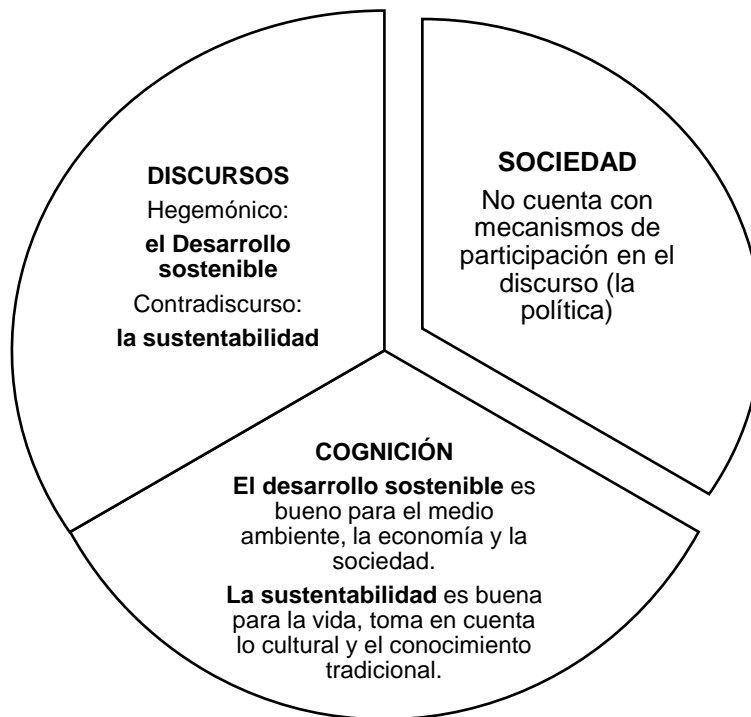 DISCURSOS
Hegemónico:
el Desarrollo
sostenible
Contradiscurso:
la sustentabilidad
SOCIEDAD
No cuenta con
mecanismos de
participación en el
discurso (la
política)
COGNICIÓN
El desarrollo sostenible es
bueno para el medio
ambiente, la economía y la
sociedad.
La sustentabilidad es buena
para la vida, toma en cuenta
lo cultural y el conocimiento
tradicional.